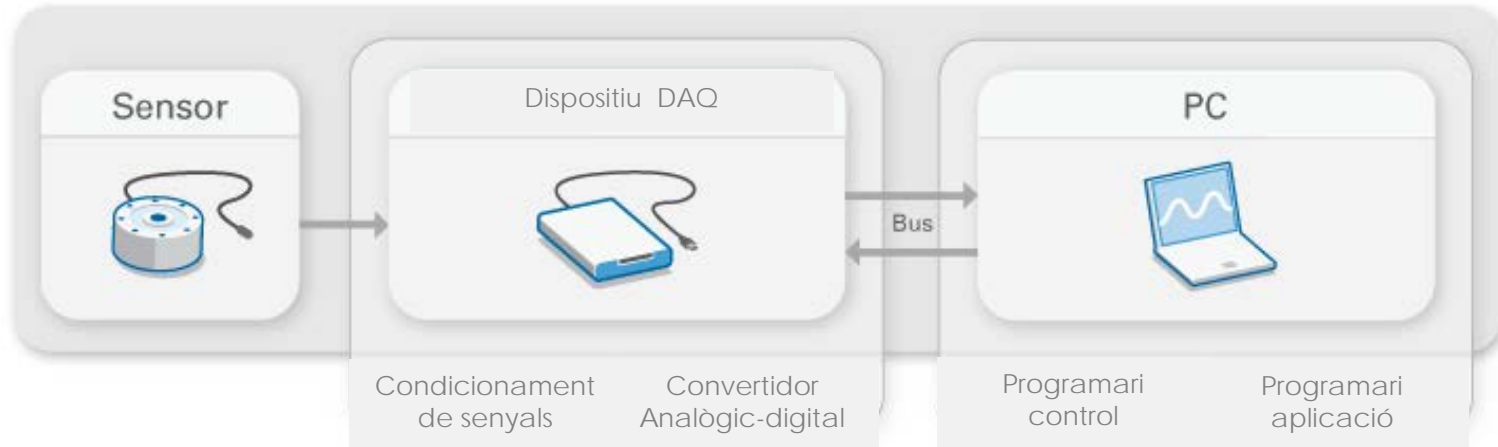 Sensor
Dispositiu DAQ
PC
Bus
Condicionament
de senyals
Convertidor
Analògic-digital
Programari
control
Programari
aplicació